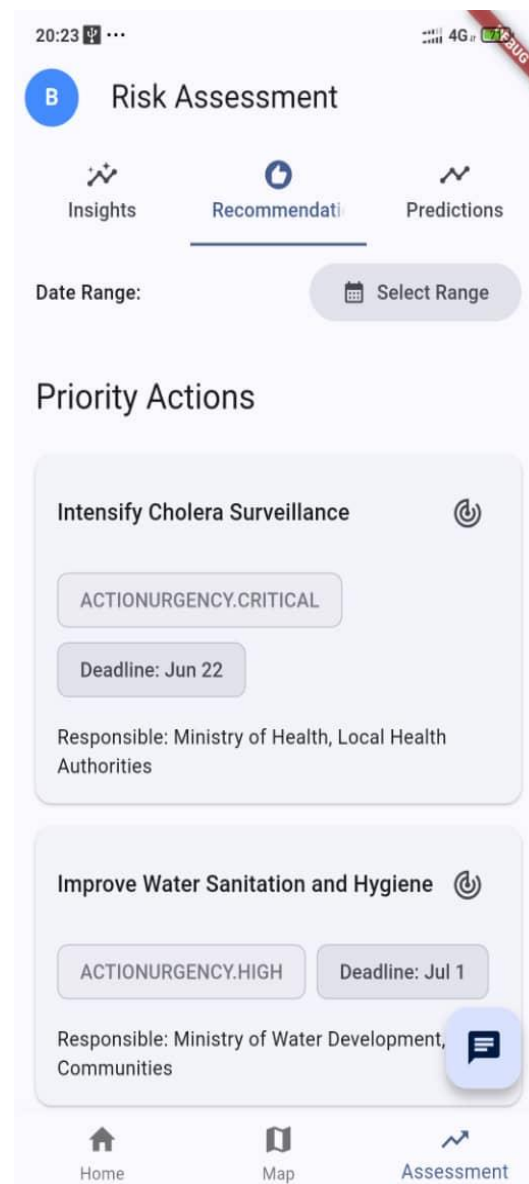 20:23 ···
4G
B
Risk Assessment
Insights
Recommendati
Predictions
Date Range:
Select Range
Priority Actions
Intensify Cholera Surveillance
ACTIONURGENCY.CRITICAL
Deadline: Jun 22
Responsible: Ministry of Health, Local Health
Authorities
Improve Water Sanitation and Hygiene
ACTIONURGENCY.HIGH
Deadline: Jul 1
Responsible: Ministry of Water Development,
Communities
Home
Map
Assessment